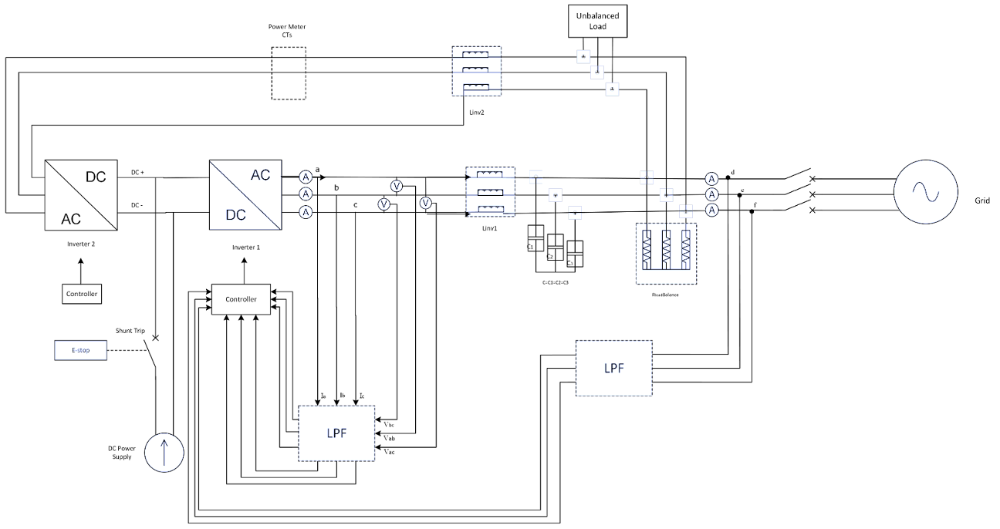 Unbalanced
Load
Power Meter
CTs
Linv2
DC
AC
DC +
DC -
AC
DC
A
A
A
a
b
c
V
V
V
Linv1
A
A
A
d
e
f
Grid
Inverter 2
Inverter 1
C1
C2
C3
C=C1=C2=C3
RloadBalance
Controller
Controller
Shunt Trip
E-stop
LPF
Ia
Ib
Ic
LPF
Vbc
Vab
Vac
DC Power
Supply